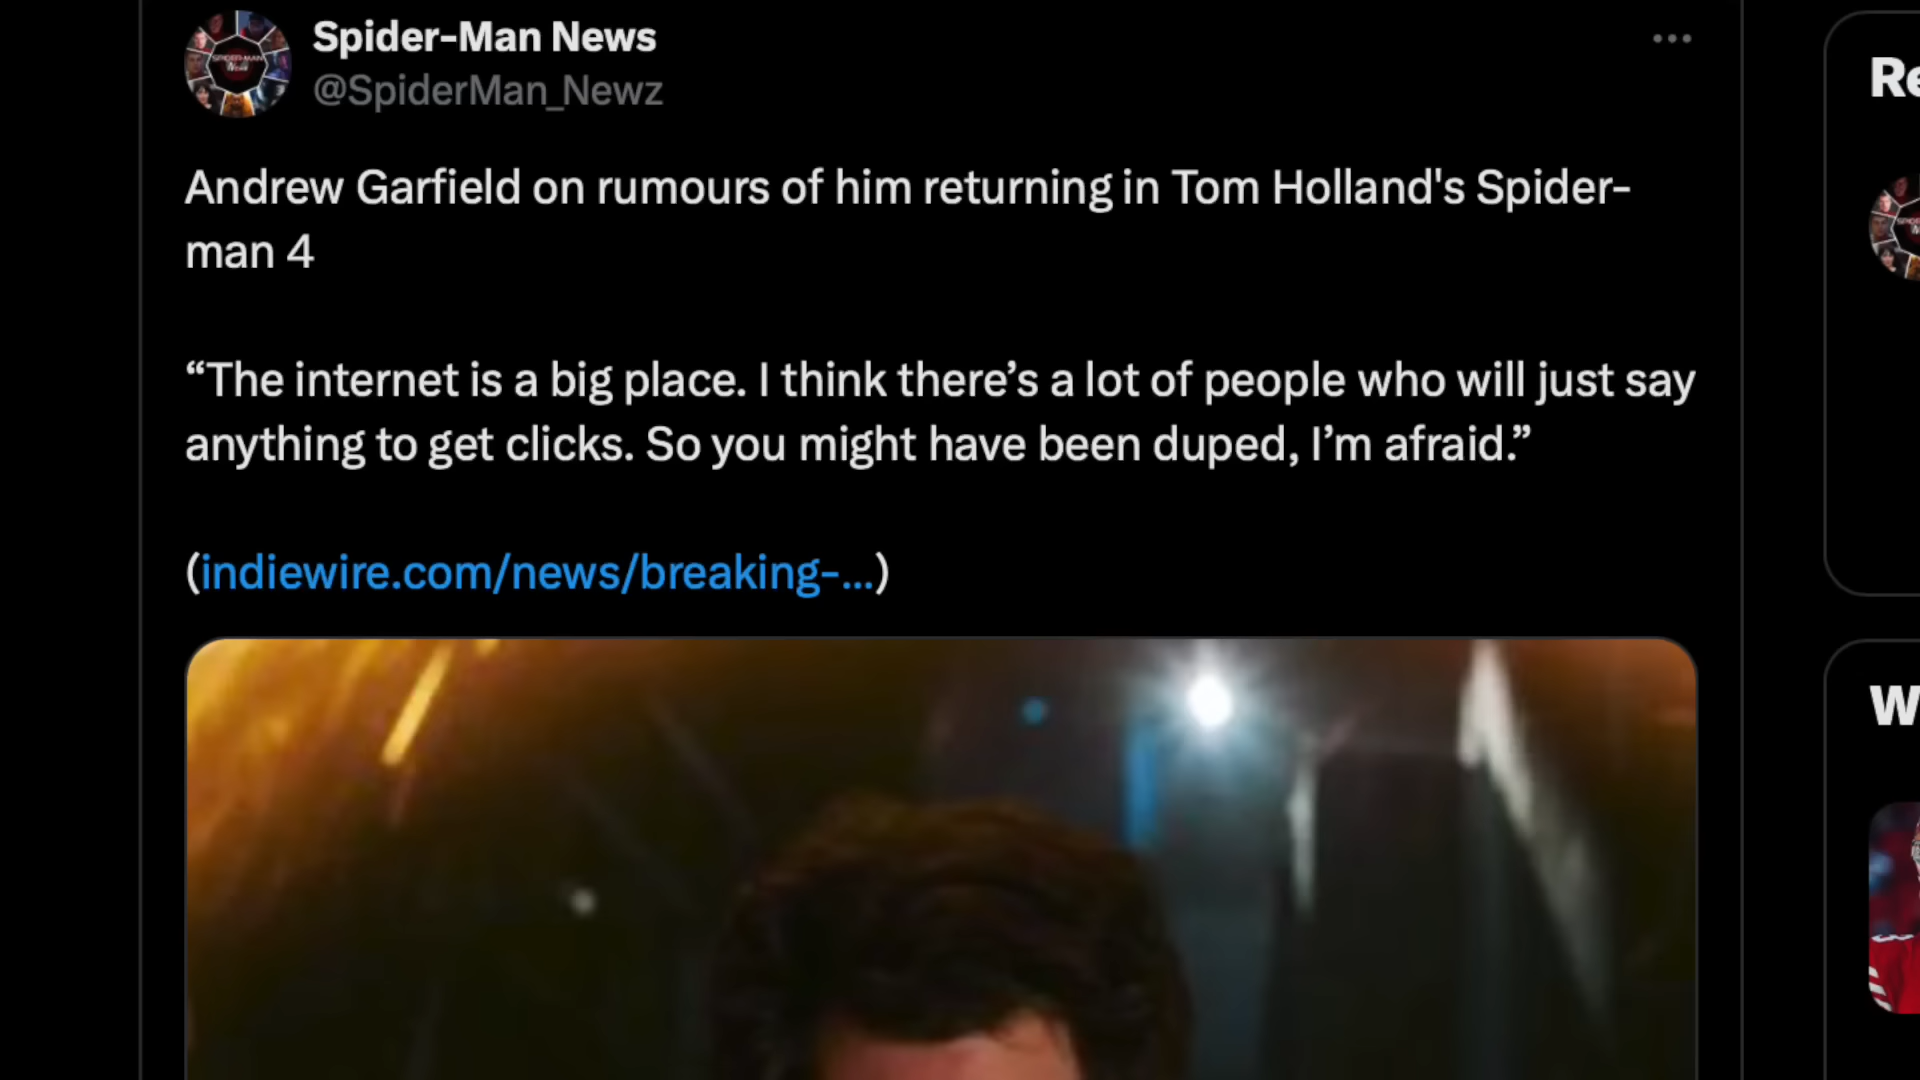 Spider-Man News
@SpiderMan_Newz
Andrew Garfield on rumours of him returning in Tom Holland's Spider-
man 4
“The internet is a big place. I think there’s a lot of people who will just say
anything to get clicks. So you might have been duped, I’m afraid.”
(indiewire.com/news/breaking-...)
Re
W